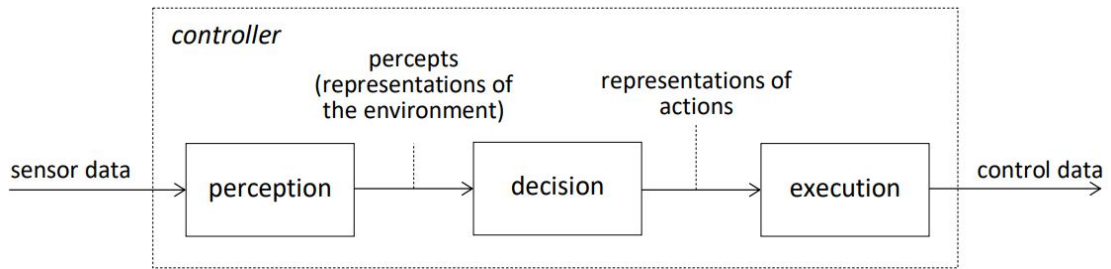 controller
percepts
(representations of
the environment)
representations of
actions
sensor data
perception
decision
execution
control data